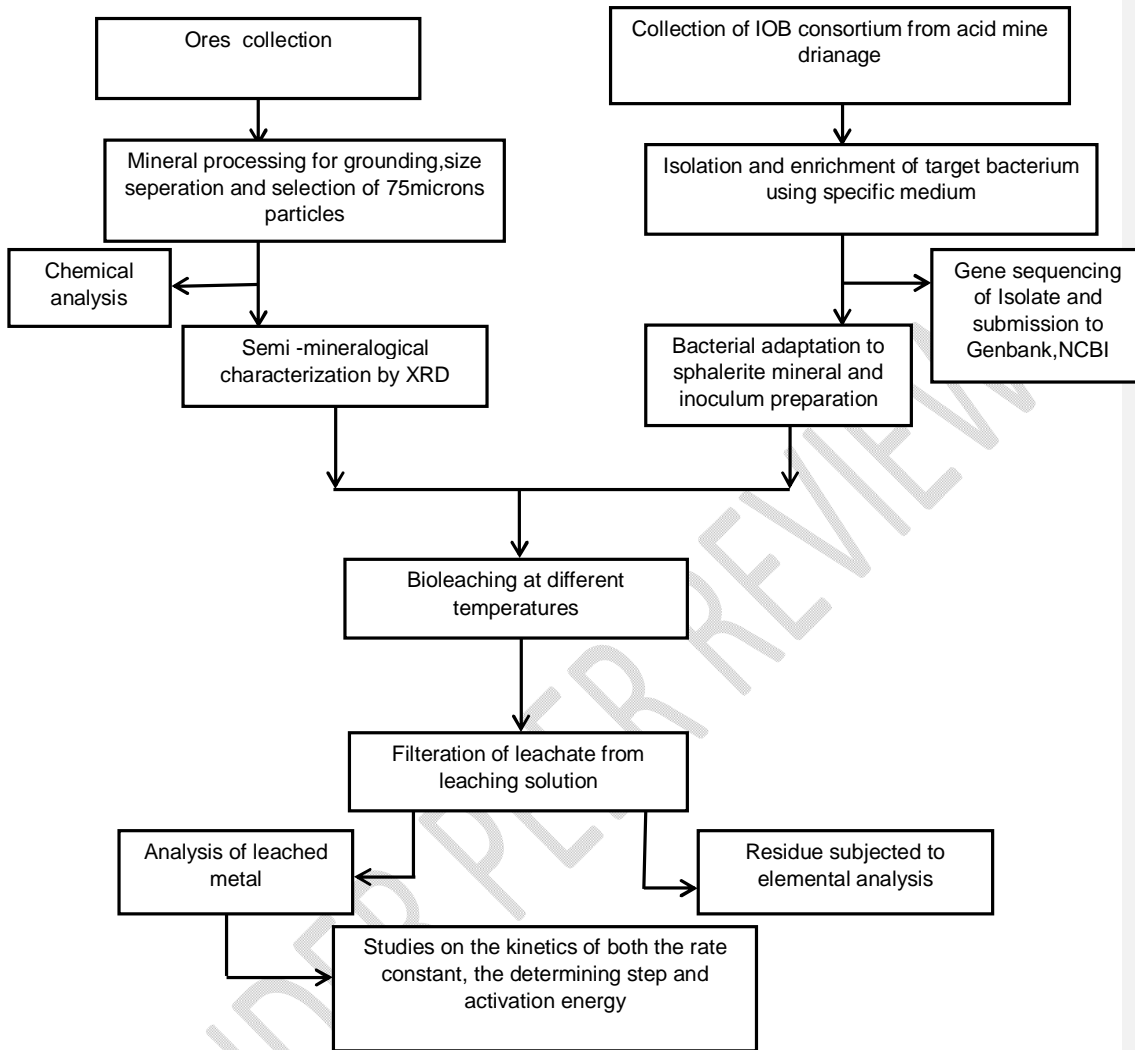 Ores collection
Collection of IOB consortium from acid mine
drianage
Mineral processing for grounding,size
seperation and selection of 75microns
particles
Isolation and enrichment of target bacterium
using specific medium
Chemical
analysis
Gene sequencing
of Isolate and
submission to
Genbank,NCBI
Semi -mineralogical
characterization by XRD
Bacterial adaptation to
sphalerite mineral and
inoculum preparation
Bioleaching at different
temperatures
Filteration of leachate from
leaching solution
Analysis of leached
metal
Residue subjected to
elemental analysis
Studies on the kinetics of both the rate
constant, the determining step and
activation energy
UNDER PEER REVIEW